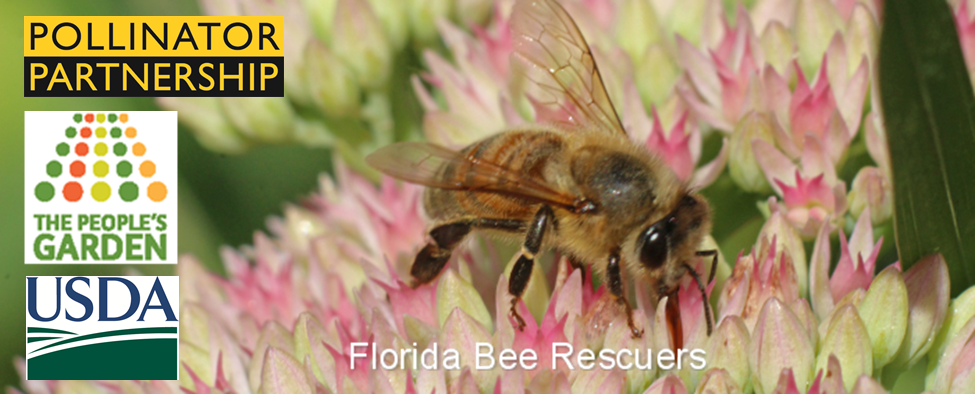 POLLINATOR
PARTNERSHIP
THE PEOPLE'S
GARDEN
USDA
Florida Bee Rescuers